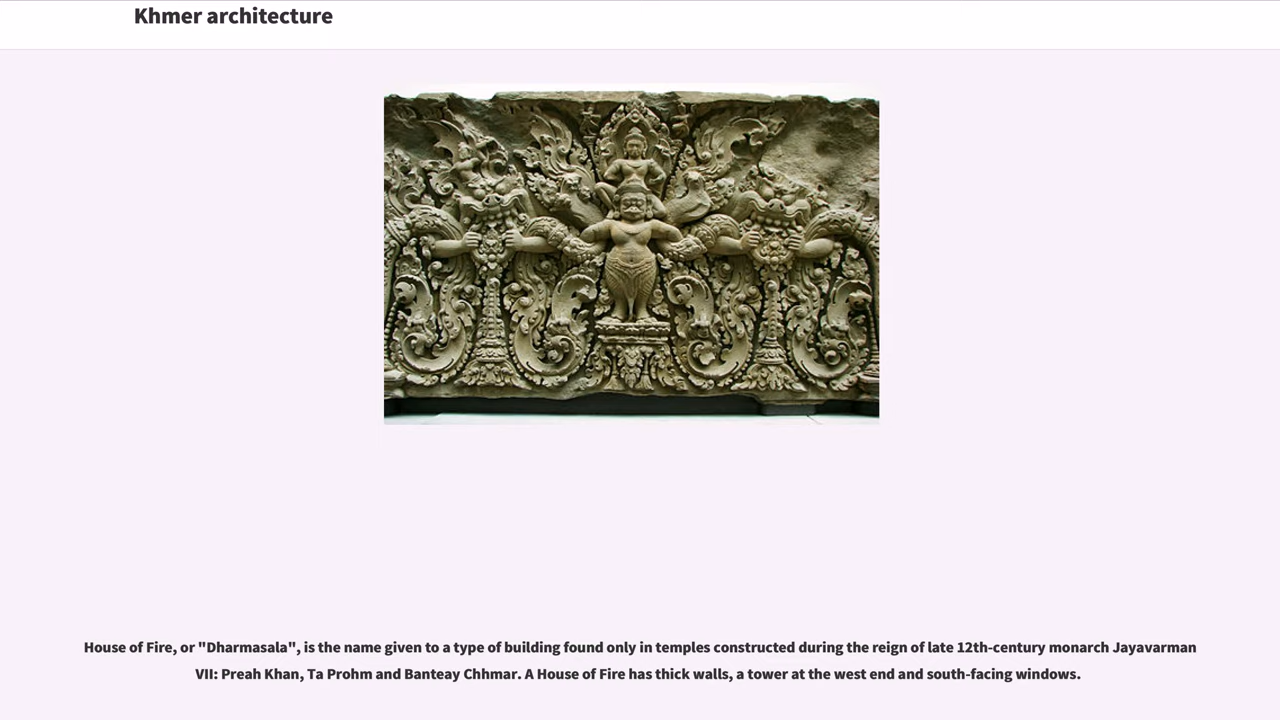 Khmer architecture
House of Fire, or "Dharmasala", is the name given to a type of building found only in temples constructed during the reign of late 12th-century monarch Jayavarman
VII: Preah Khan, Ta Prohm and Banteay Chhmar. A House of Fire has thick walls, a tower at the west end and south-facing windows.